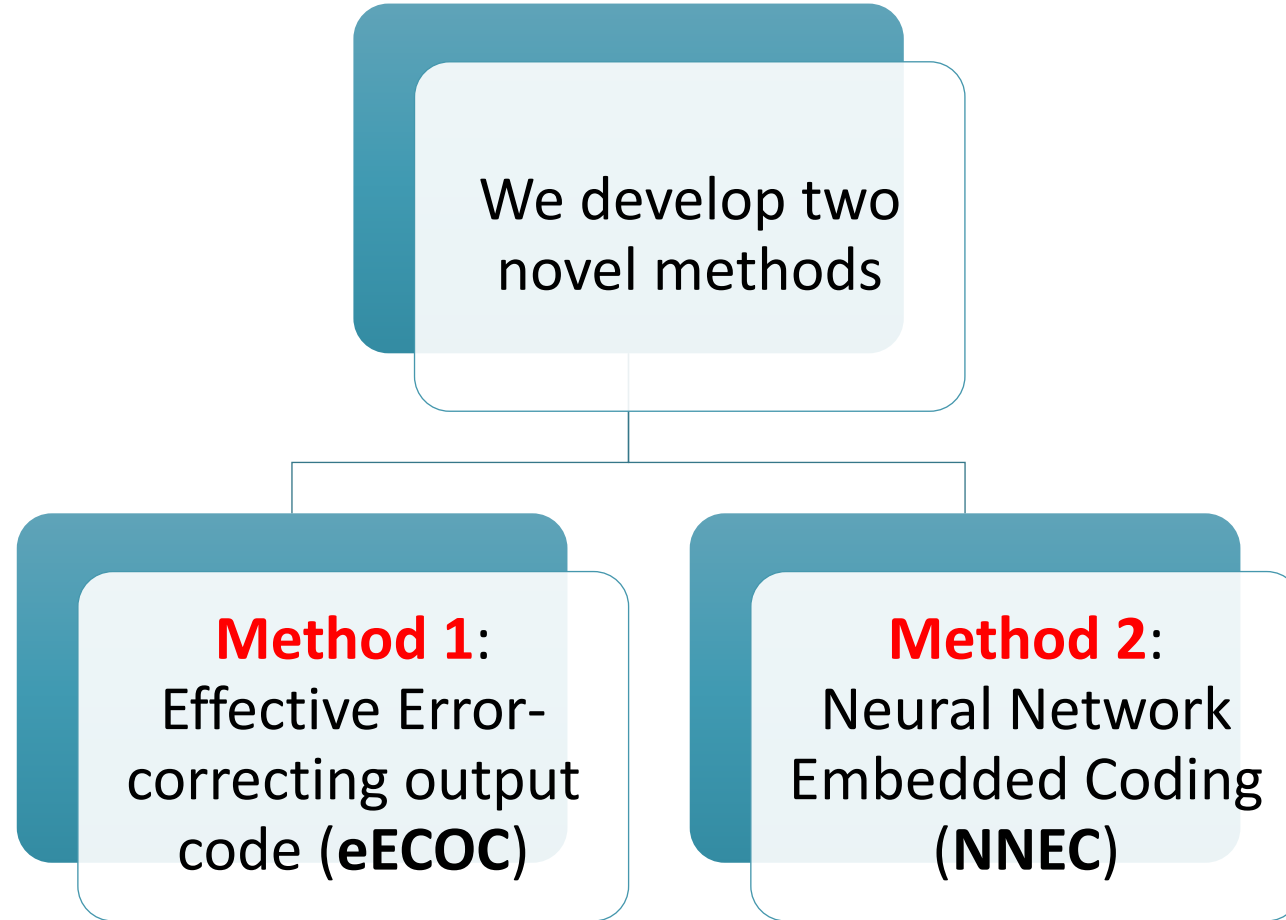 We develop two
novel methods
Method 1:
Effective Error-
correcting output
code (eECOC)
Method 2:
Neural Network
Embedded Coding
(NNEC)